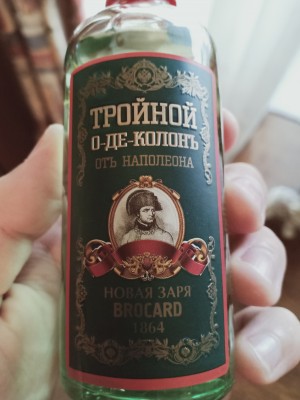 ТРОЙНОЙ
О-ДЕ-КОЛОНЪ
ОТЪ НАПОЛЕОНА
НОВАЯ ЗАРЯ
BROCARD
1864